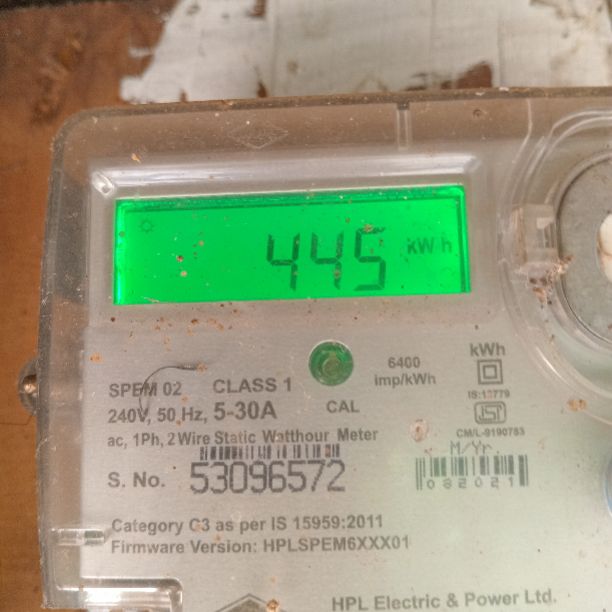 445 kWh
6400
imp/kWh
kWh
IS:13779
CM/L-9190783
SPEM 02 CLASS 1
240V, 50 Hz, 5-30A
CAL
ac, 1Ph, 2 Wire Static Watthour Meter
M/Yr.
S. No. 53096572
082021
Category C3 as per IS 15959:2011
Firmware Version: HPLSPEM6XXX01
HPL Electric & Power Ltd.